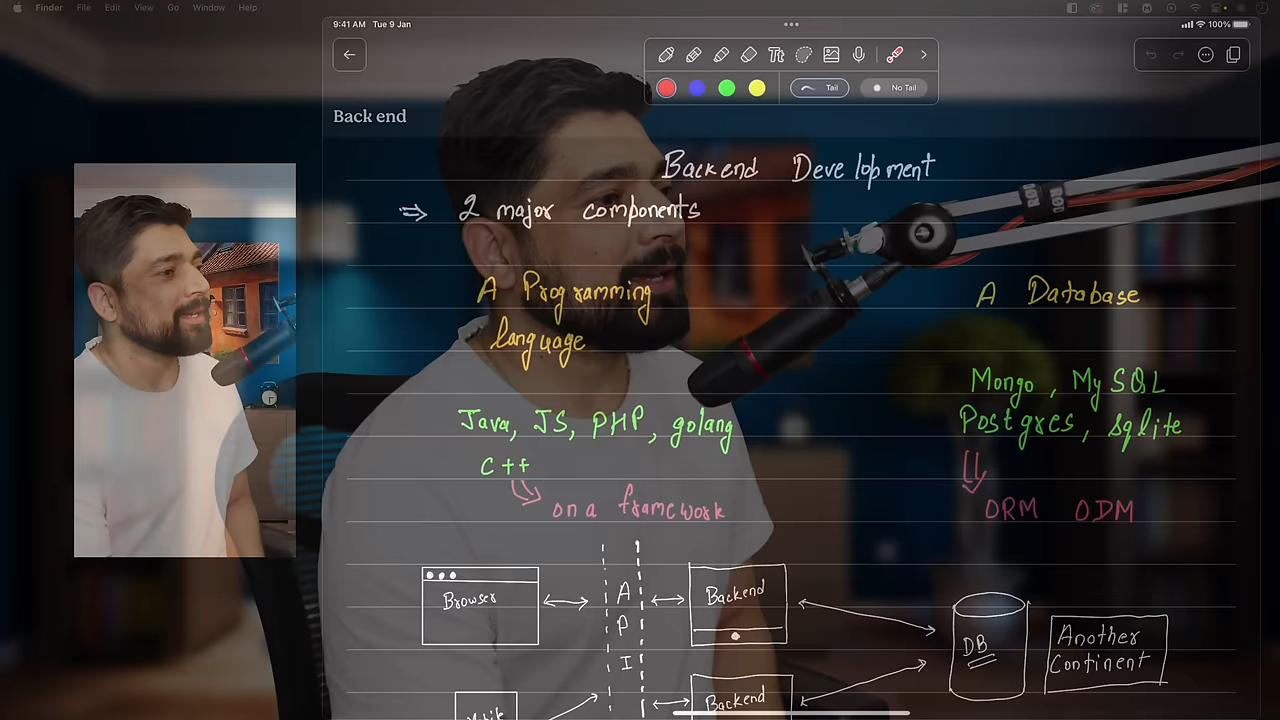 Finder File Edit View Go Window Help
9:41 AM Tue 9 Jan
100%
Tt
Tail
No Tail
Back end
Backend Development
⇒ 2 major components
A Programming
language
A Database
Java, JS, PHP, golang
C++
on a framework
Mongo, MySQL
Postgres, Sqlite
ORM ODM
Browser
A
P
I
Backend
DB
Another
Continent
Backend